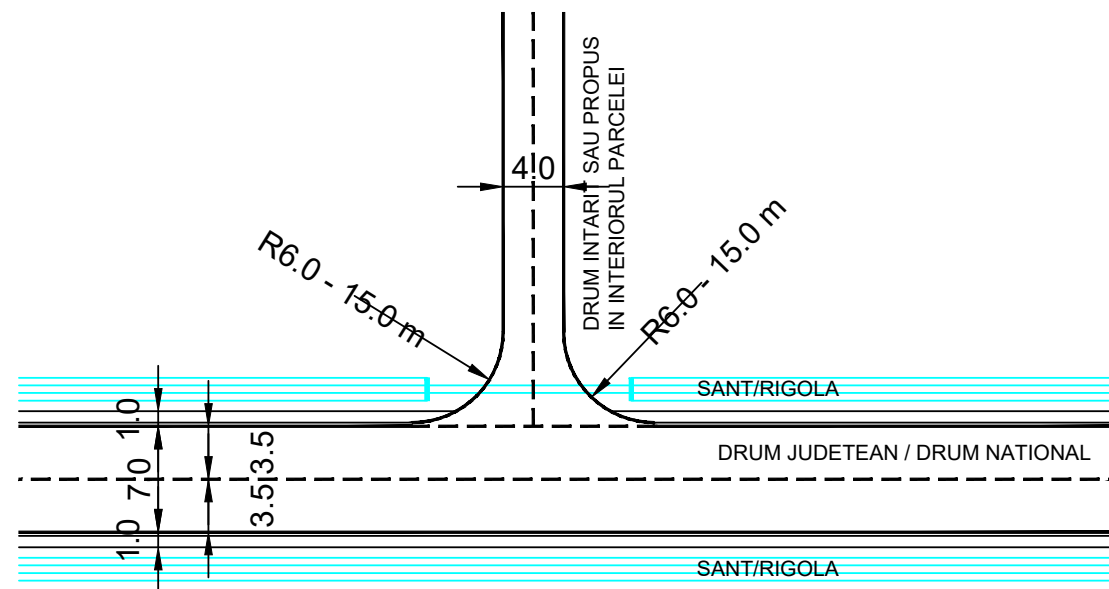 DRUM INTARIT SAU PROPUS
IN INTERIORUL PARCELEI
4.0
R6.0 - 15.0 m
R6.0 - 15.0 m
SANT/RIGOLA
1.0
3.5
DRUM JUDETEAN / DRUM NATIONAL
7.0
3.5
1.0
SANT/RIGOLA